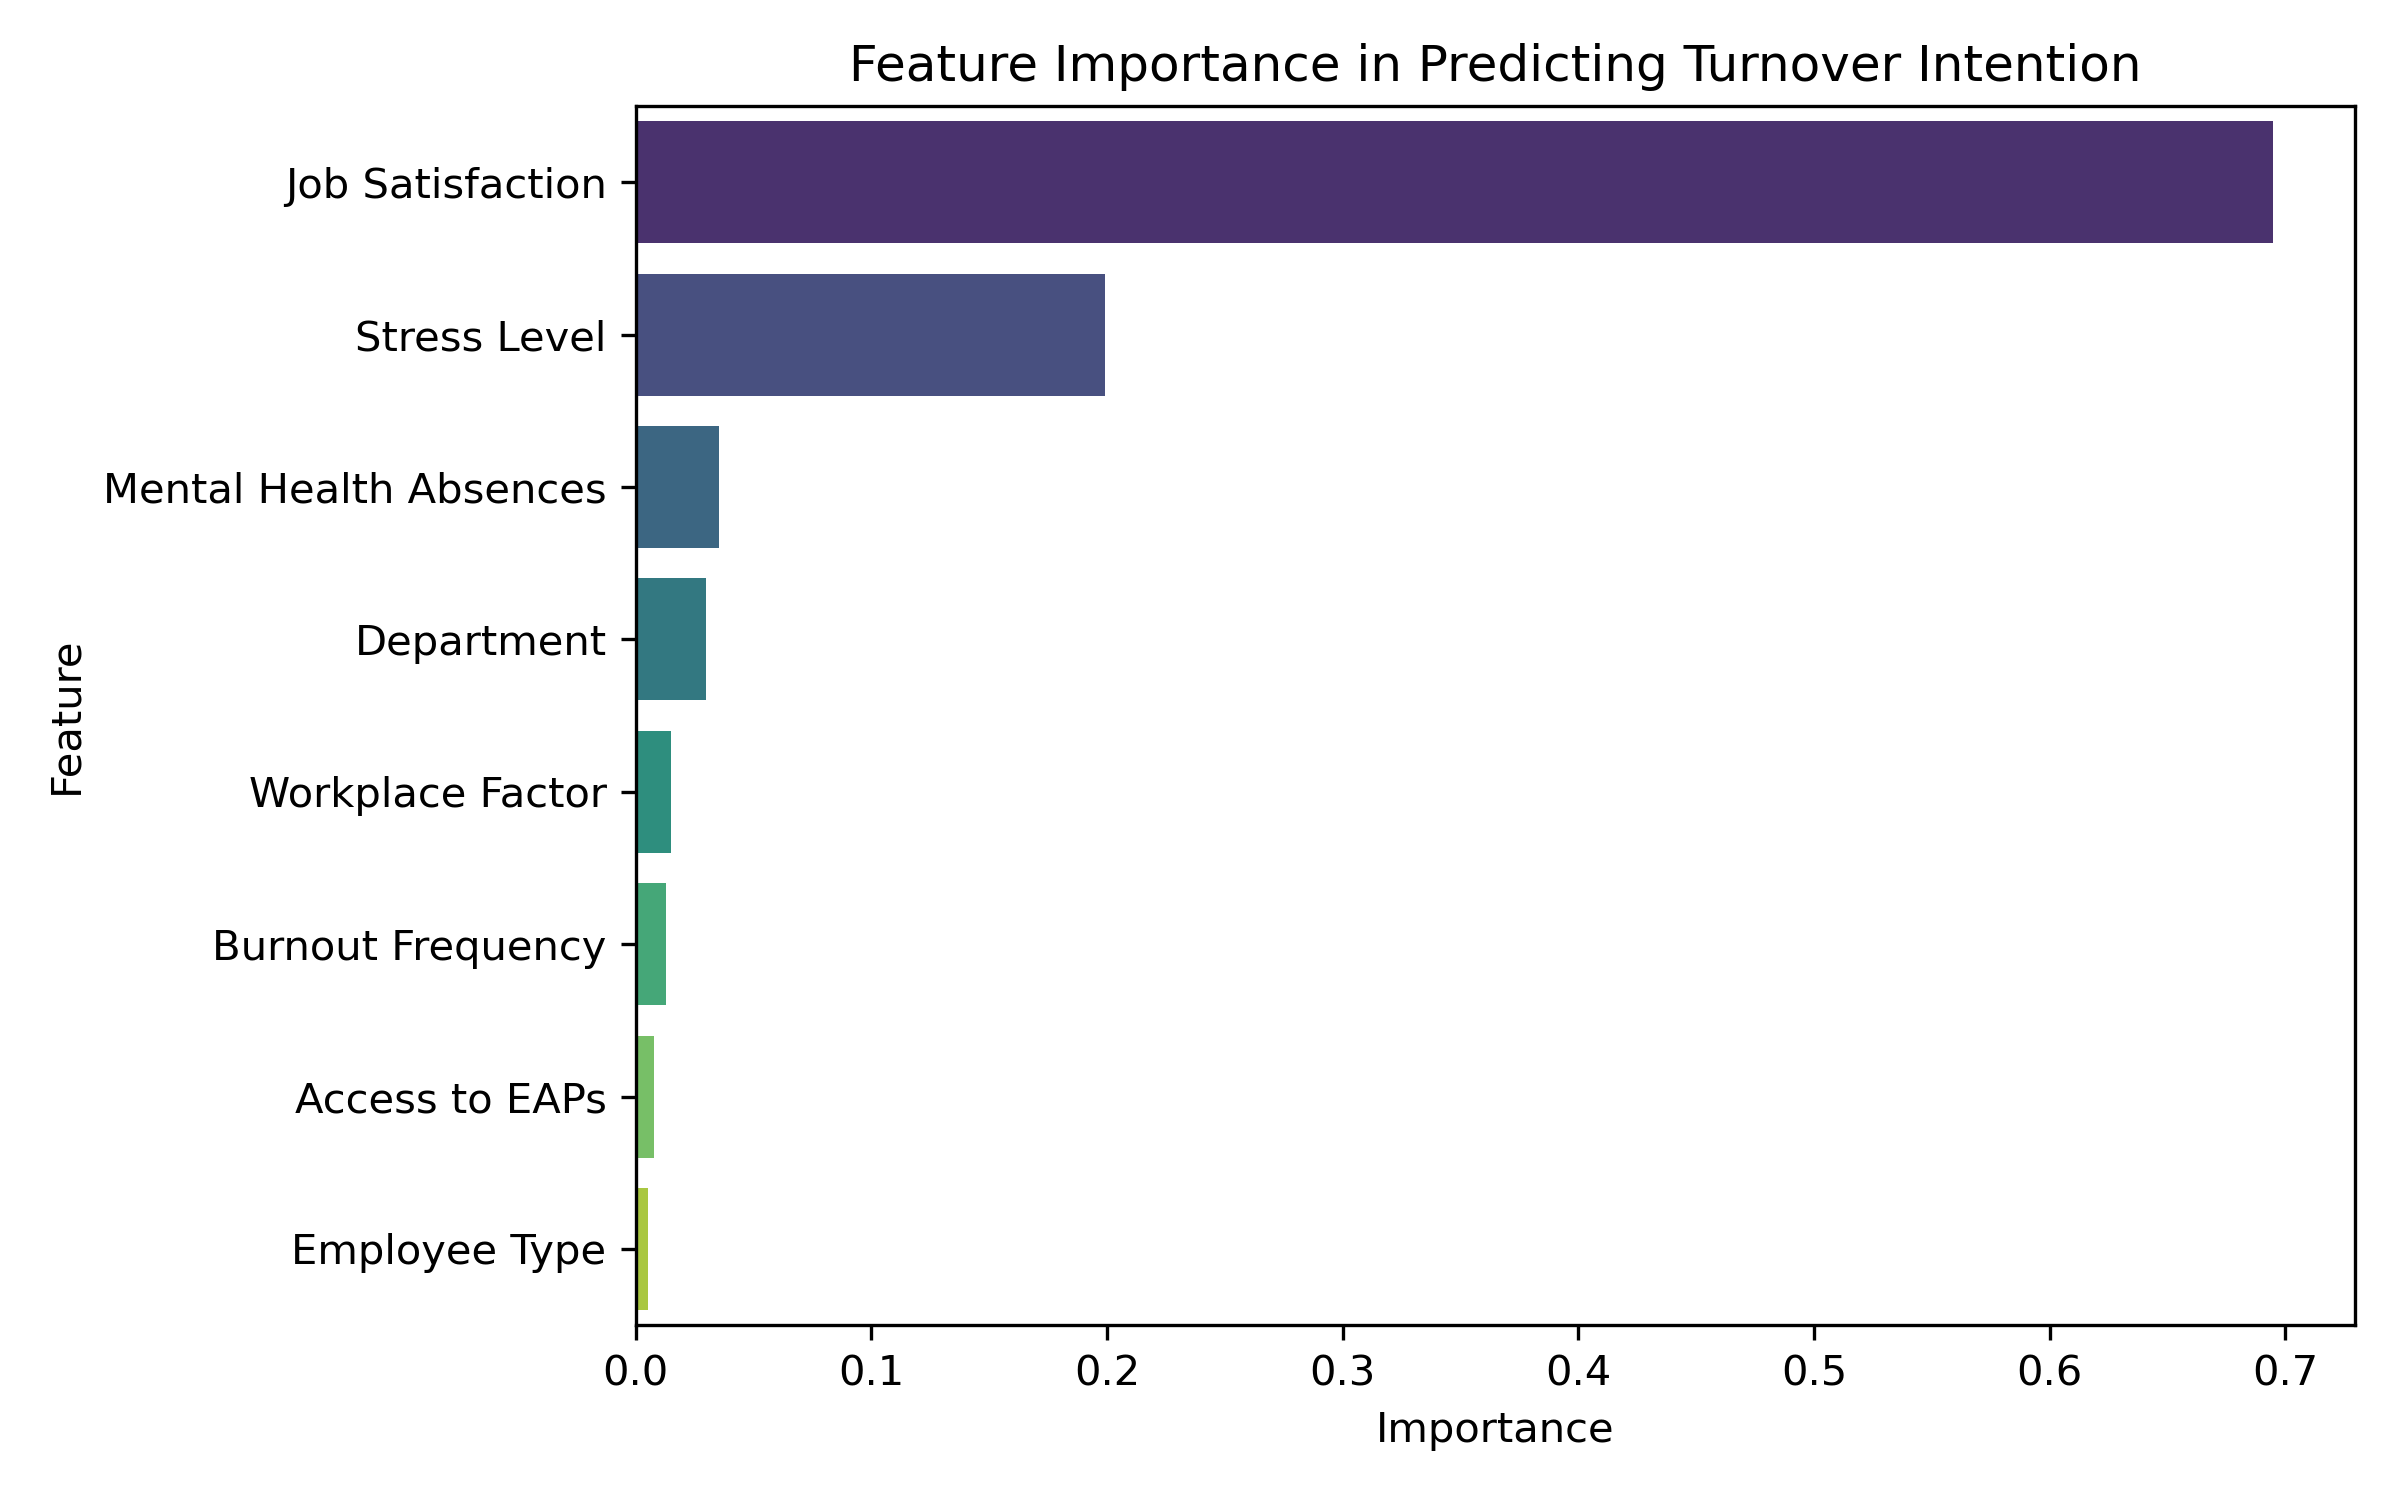 Feature Importance in Predicting Turnover Intention
Feature
Job Satisfaction
Stress Level
Mental Health Absences
Department
Workplace Factor
Burnout Frequency
Access to EAPs
Employee Type
0.0 0.1 0.2 0.3 0.4 0.5 0.6 0.7
Importance